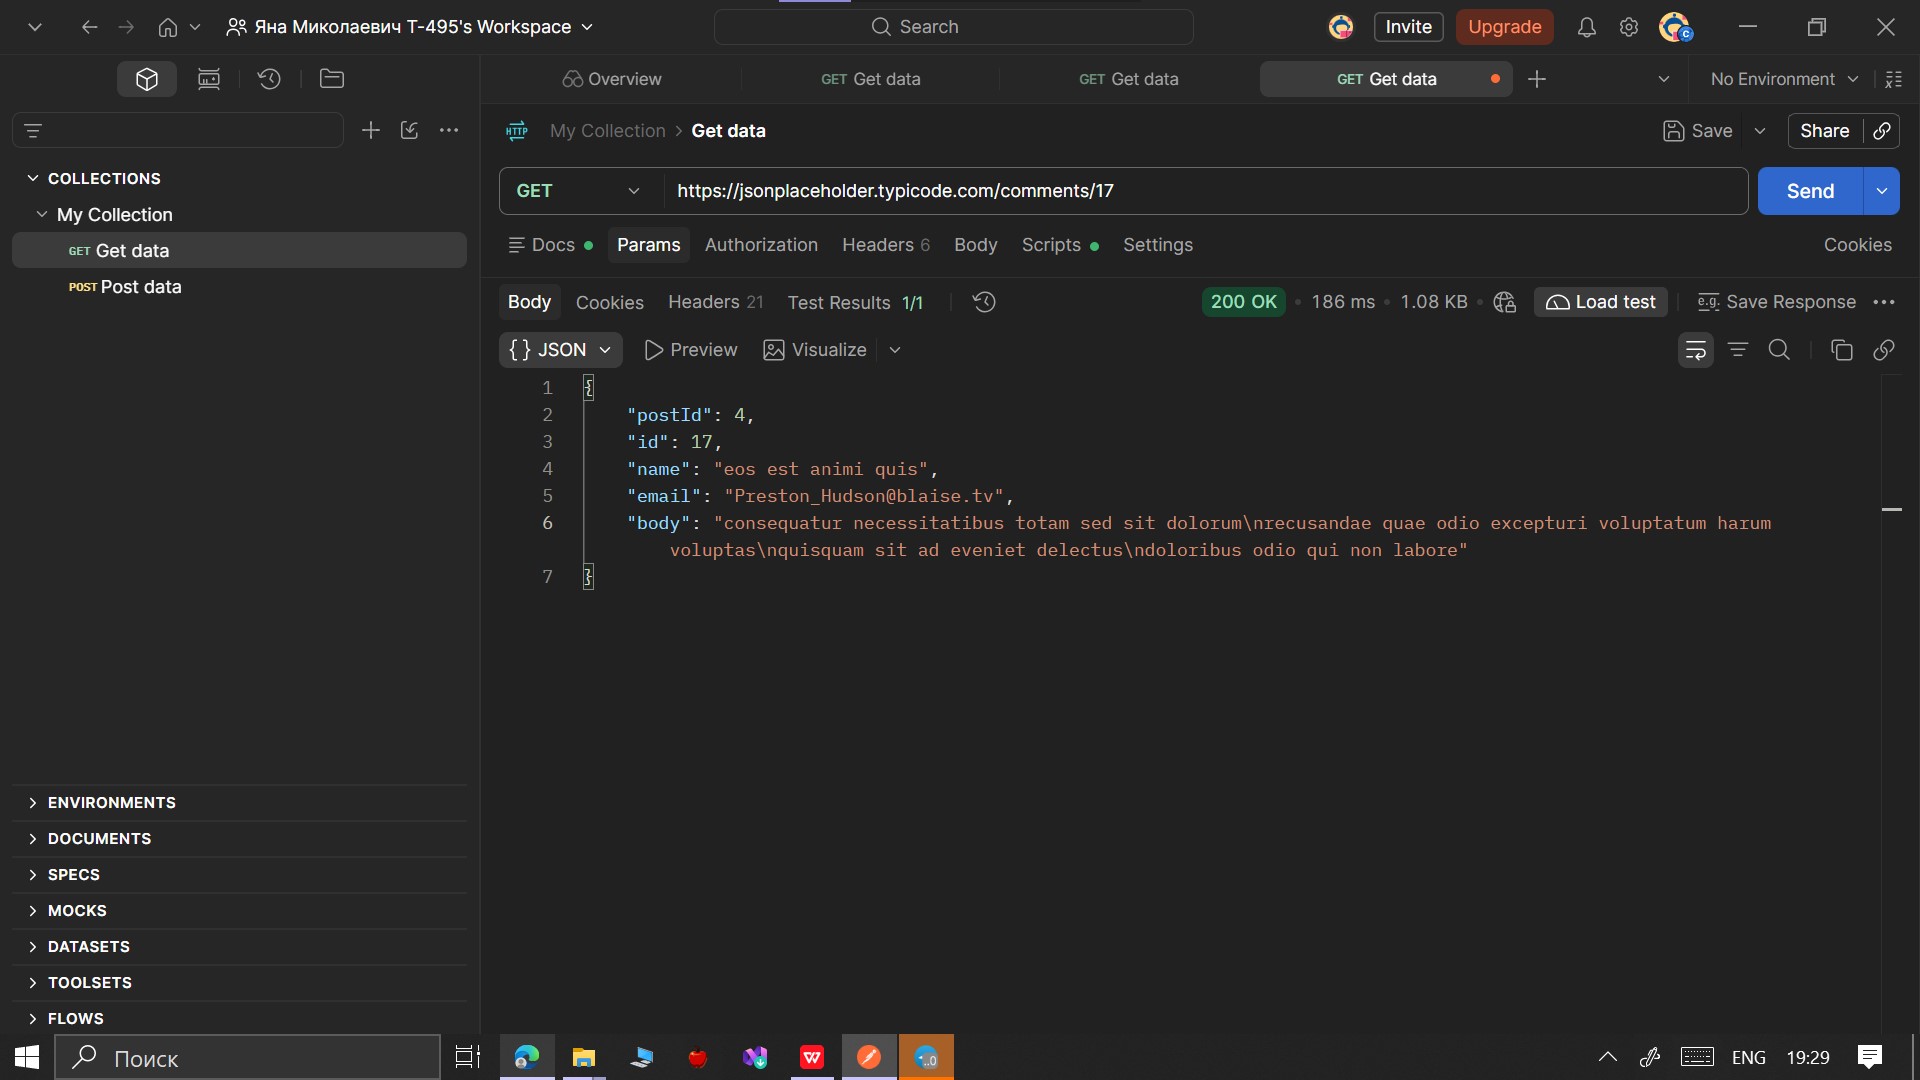 Яна Миколаевич Т-495's Workspace
Search
Invite
Upgrade
Overview
GET Get data
GET Get data
GET Get data
No Environment
HTTP My Collection > Get data
Save
Share
COLLECTIONS
My Collection
GET Get data
POST Post data
GET
https://jsonplaceholder.typicode.com/comments/17
Send
Docs
Params
Authorization
Headers 6
Body
Scripts
Settings
Cookies
Body
Cookies
Headers 21
Test Results 1/1
200 OK
186 ms
1.08 KB
Load test
e.g. Save Response
{} JSON
Preview
Visualize
1 {
2 "postId": 4,
3 "id": 17,
4 "name": "eos est animi quis",
5 "email": "Preston_Hudson@blaise.tv",
6 "body": "consequatur necessitatibus totam sed sit dolorum\nrecusandae quae odio excepturi voluptatum harum
voluptas\nquisquam sit ad eveniet delectus\ndoloribus odio qui non labore"
7 }
ENVIRONMENTS
DOCUMENTS
SPECS
MOCKS
DATASETS
TOOLSETS
FLOWS
Поиск
ENG
19:29